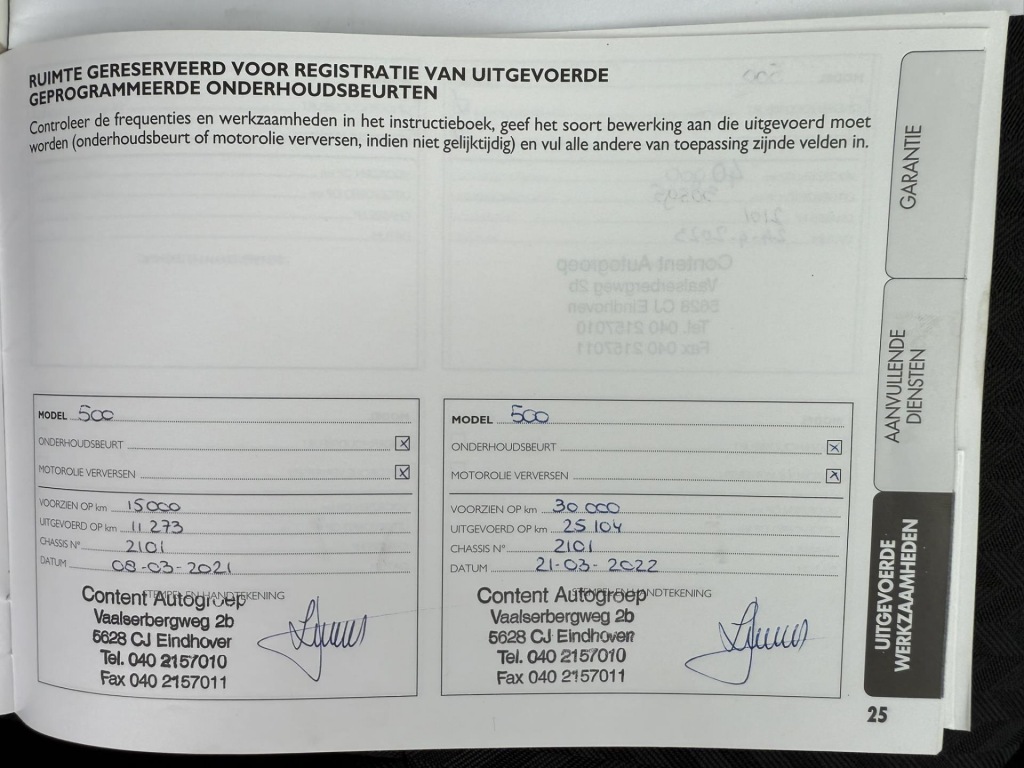 RUIMTE GERESERVEERD VOOR REGISTRATIE VAN UITGEVOERDE
GEPROGRAMMEERDE ONDERHOUDSBEURTEN
Controleer de frequenties en werkzaamheden in het instructieboek, geef het soort bewerking aan die uitgevoerd moet
worden (onderhoudsbeurt of motorolie verversen, indien niet gelijktijdig) en vul alle andere van toepassing zijnde velden in.
MODEL 500
ONDERHOUDSBEURT X
MOTOROLIE VERVERSEN X
VOORZIEN OP km 15000
UITGEVOERD OP km 11 273
CHASSIS N° 2101
DATUM 08-03-2021
STEMPEL EN HANDTEKENING
Content Autogroep
Vaalserbergweg 2b
5628 CJ Eindhoven
Tel. 040 2157010
Fax 040 2157011
MODEL 500
ONDERHOUDSBEURT X
MOTOROLIE VERVERSEN X
VOORZIEN OP km 30 000
UITGEVOERD OP km 25 104
CHASSIS N° 2101
DATUM 21-03-2022
STEMPEL EN HANDTEKENING
Content Autogroep
Vaalserbergweg 2b
5628 CJ Eindhoven
Tel. 040 2157010
Fax 040 2157011
GARANTIE
AANVULLENDE
DIENSTEN
UITGEVOERDE
WERKZAAMHEDEN
25